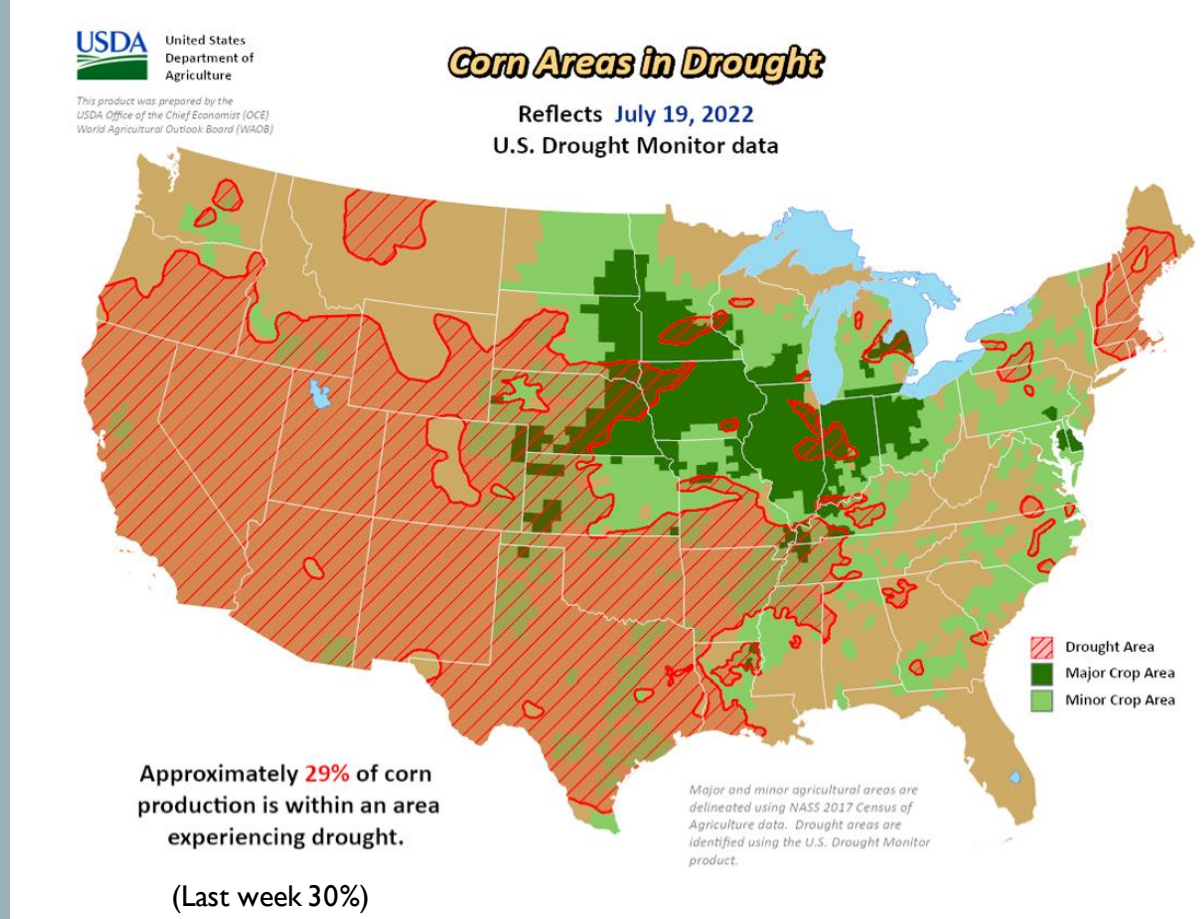 USDA
United States
Department of
Agriculture
This product was prepared by the
USDA Office of the Chief Economist (OCE)
World Agricultural Outlook Board (WAOB)
Corn Areas in Drought
Reflects July 19, 2022
U.S. Drought Monitor data
Drought Area
Major Crop Area
Minor Crop Area
Approximately 29% of corn
production is within an area
experiencing drought.
(Last week 30%)
Major and minor agricultural areas are
delineated using NASS 2017 Census of
Agriculture data. Drought areas are
identified using the U.S. Drought Monitor
product.